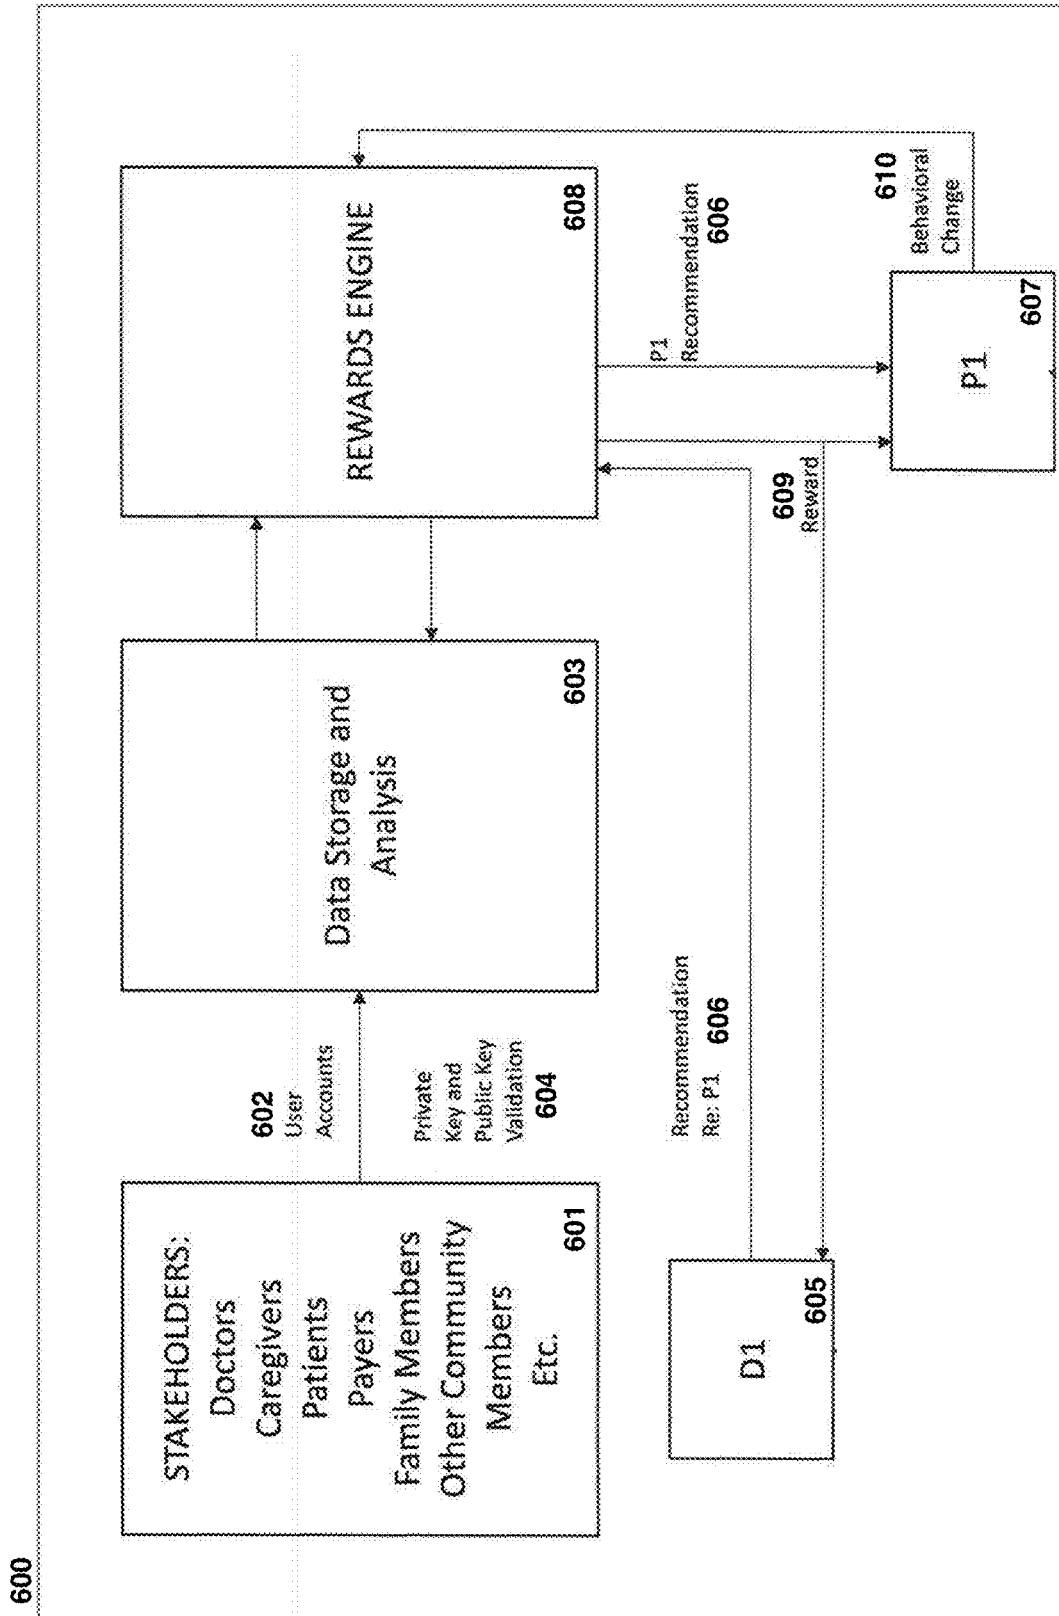 600
STAKEHOLDERS:
Doctors
Caregivers
Patients
Payers
Family Members
Other Community
Members
Etc.
601
602
User
Accounts
Private
Key and
Public Key
Validation
604
Data Storage and
Analysis
603
REWARDS ENGINE
608
D1
605
Recommendation
Re: P1
606
609
Reward
P1
Recommendation
606
610
Behavioral
Change
P1
607